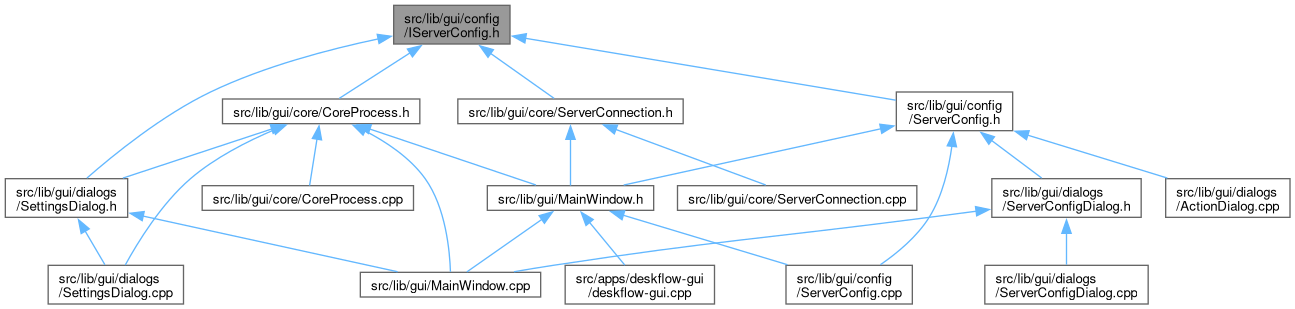 src/lib/gui/config
/IServerConfig.h
src/lib/gui/core/CoreProcess.h
src/lib/gui/core/ServerConnection.h
src/lib/gui/config
/ServerConfig.h
src/lib/gui/dialogs
/SettingsDialog.h
src/lib/gui/core/CoreProcess.cpp
src/lib/gui/MainWindow.h
src/lib/gui/core/ServerConnection.cpp
src/lib/gui/dialogs
/ServerConfigDialog.h
src/lib/gui/dialogs
/ActionDialog.cpp
src/lib/gui/dialogs
/SettingsDialog.cpp
src/lib/gui/MainWindow.cpp
src/apps/deskflow-gui
/deskflow-gui.cpp
src/lib/gui/config
/ServerConfig.cpp
src/lib/gui/dialogs
/ServerConfigDialog.cpp